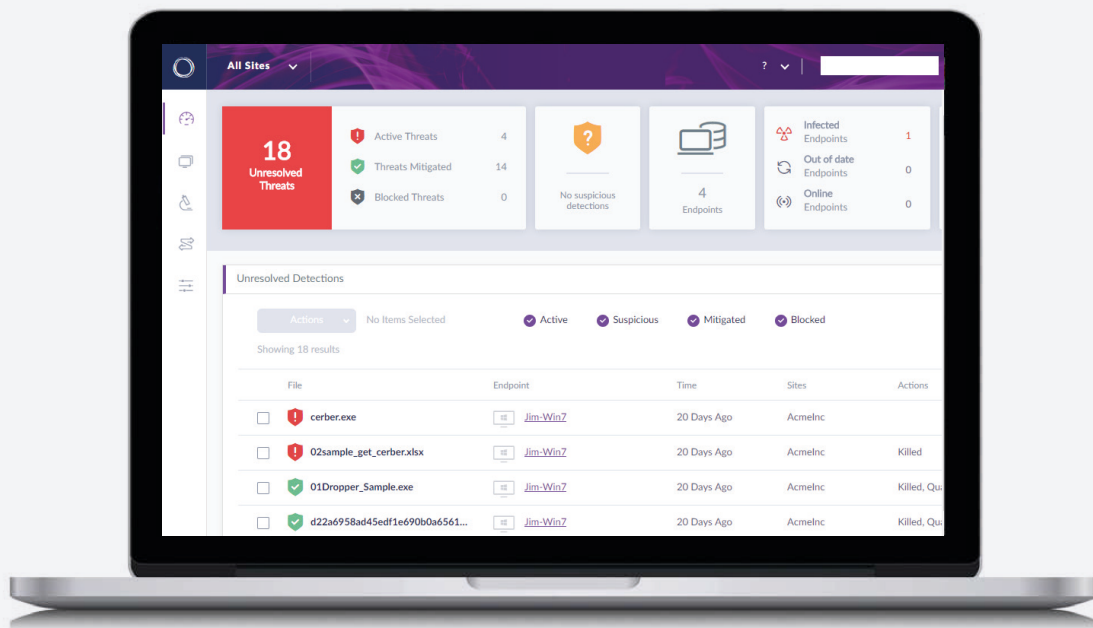 All Sites
?
18
Unresolved
Threats
Active Threats 4
Threats Mitigated 14
Blocked Threats 0
?
No suspicious
detections
4
Endpoints
Infected
Endpoints 1
Out of date
Endpoints 0
Online
Endpoints 0
Unresolved Detections
Actions No Items Selected Active Suspicious Mitigated Blocked
Showing 18 results
File Endpoint Time Sites Actions
cerber.exe Jim-Win7 20 Days Ago AcmeInc
02sample_get_cerber.xlsx Jim-Win7 20 Days Ago AcmeInc Killed
01Dropper_Sample.exe Jim-Win7 20 Days Ago AcmeInc Killed, Qu
d22a6958ad45edf1e690b0a6561... Jim-Win7 20 Days Ago AcmeInc Killed, Qu